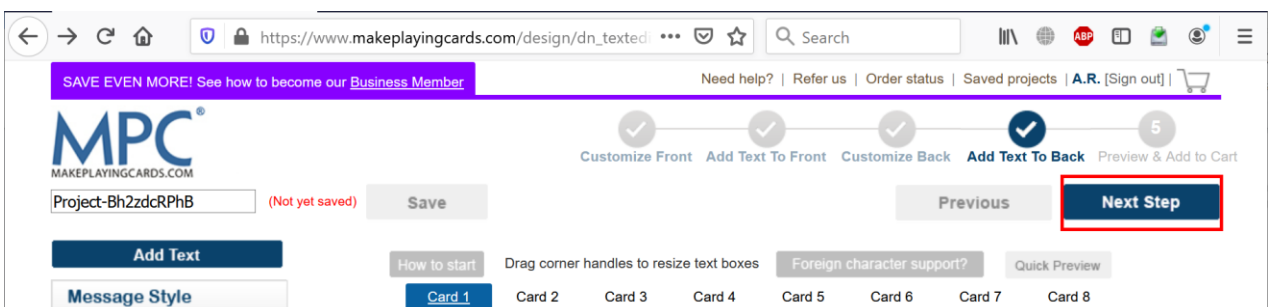 https://www.makeplayingcards.com/design/dn_texted
Search
ABP
SAVE EVEN MORE! See how to become our Business Member
Need help? | Refer us | Order status | Saved projects | A.R. [Sign out] |
MPC®
MAKEPLAYINGCARDS.COM
5
Customize Front Add Text To Front Customize Back Add Text To Back Preview & Add to Cart
Project-Bh2zdcRPhB (Not yet saved) Save Previous Next Step
Add Text
How to start Drag corner handles to resize text boxes Foreign character support? Quick Preview
Message Style
Card 1 Card 2 Card 3 Card 4 Card 5 Card 6 Card 7 Card 8